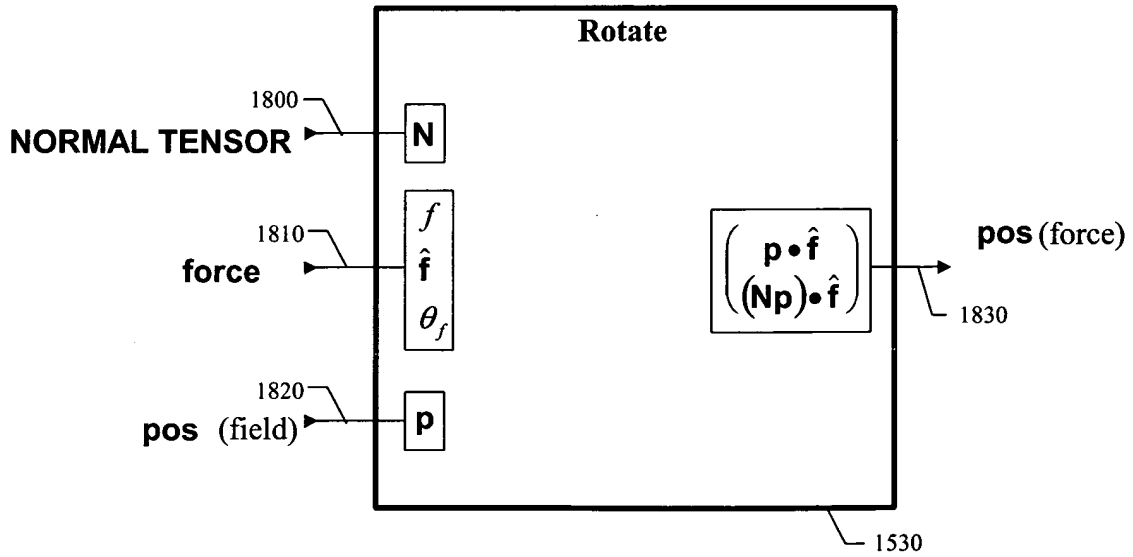 Rotate
1800
NORMAL TENSOR
N
1810
force
f
f̂
θ_f
1820
pos (field)
p
p • f̂
(Np) • f̂
pos (force)
1830
1530